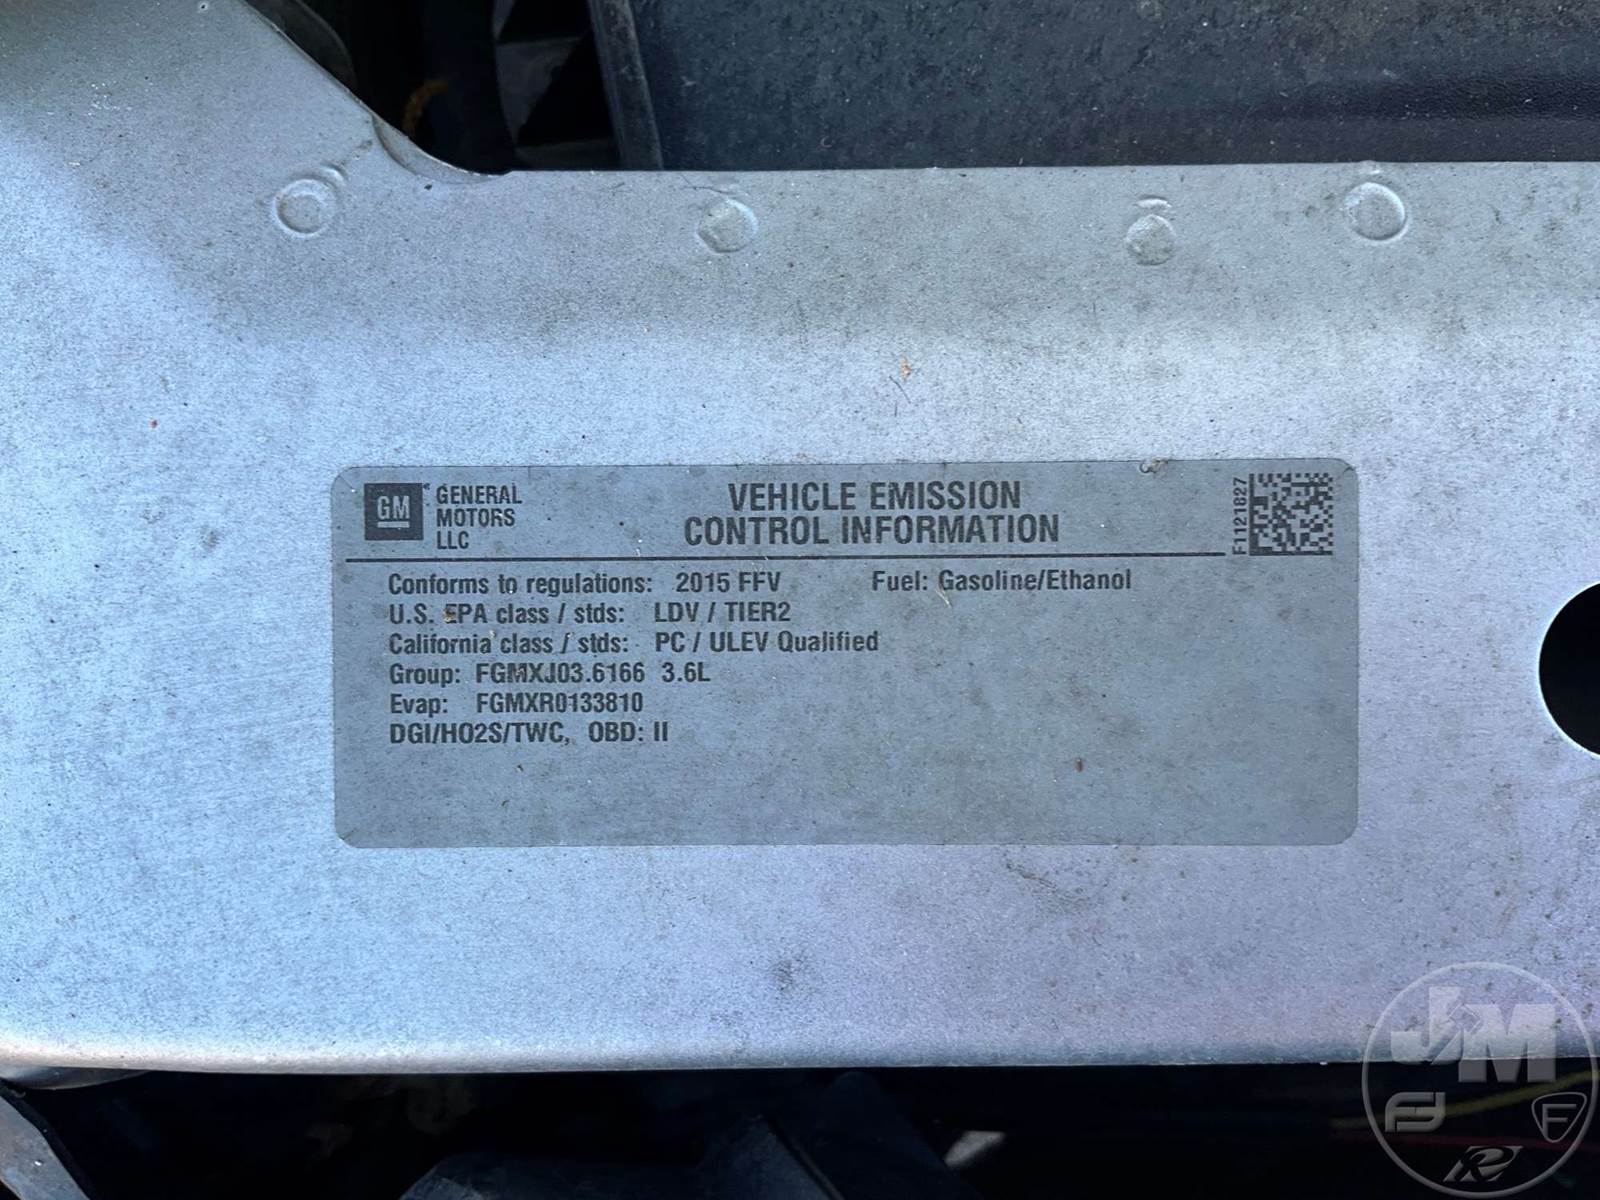 GM GENERAL
MOTORS
LLC
VEHICLE EMISSION
CONTROL INFORMATION
F1121827
Conforms to regulations: 2015 FFV Fuel: Gasoline/Ethanol
U.S. EPA class / stds: LDV / TIER2
California class / stds: PC / ULEV Qualified
Group: FGMXJ03.6166 3.6L
Evap: FGMXR0133810
DGI/HO2S/TWC, OBD: II
J&M
F